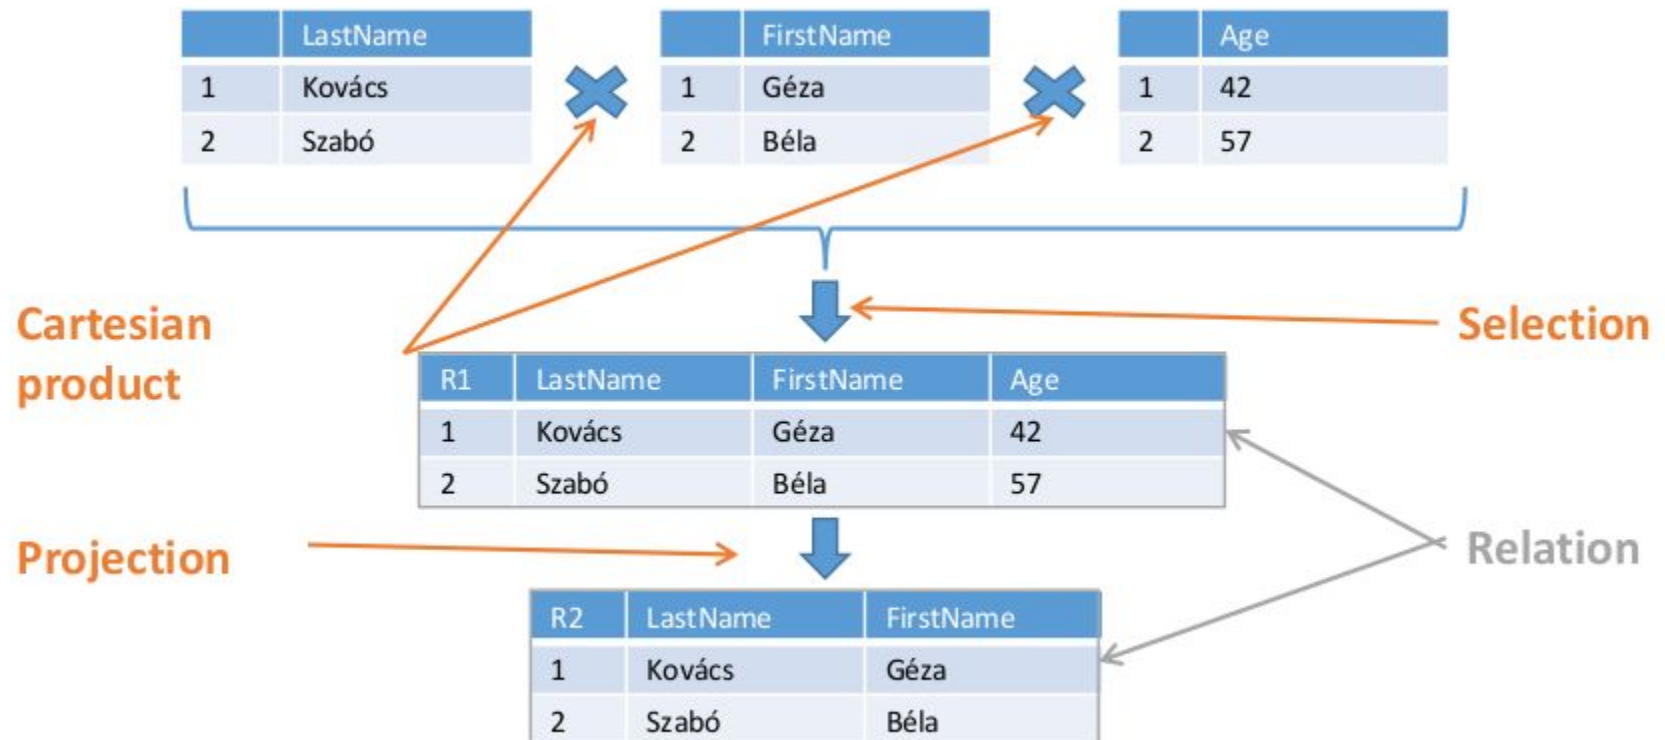 LastName FirstName Age
1 Kovács 1 Géza 1 42
2 Szabó 2 Béla 2 57
Cartesian
product
Selection
R1 LastName FirstName Age
1 Kovács Géza 42
2 Szabó Béla 57
Projection
Relation
R2 LastName FirstName
1 Kovács Géza
2 Szabó Béla